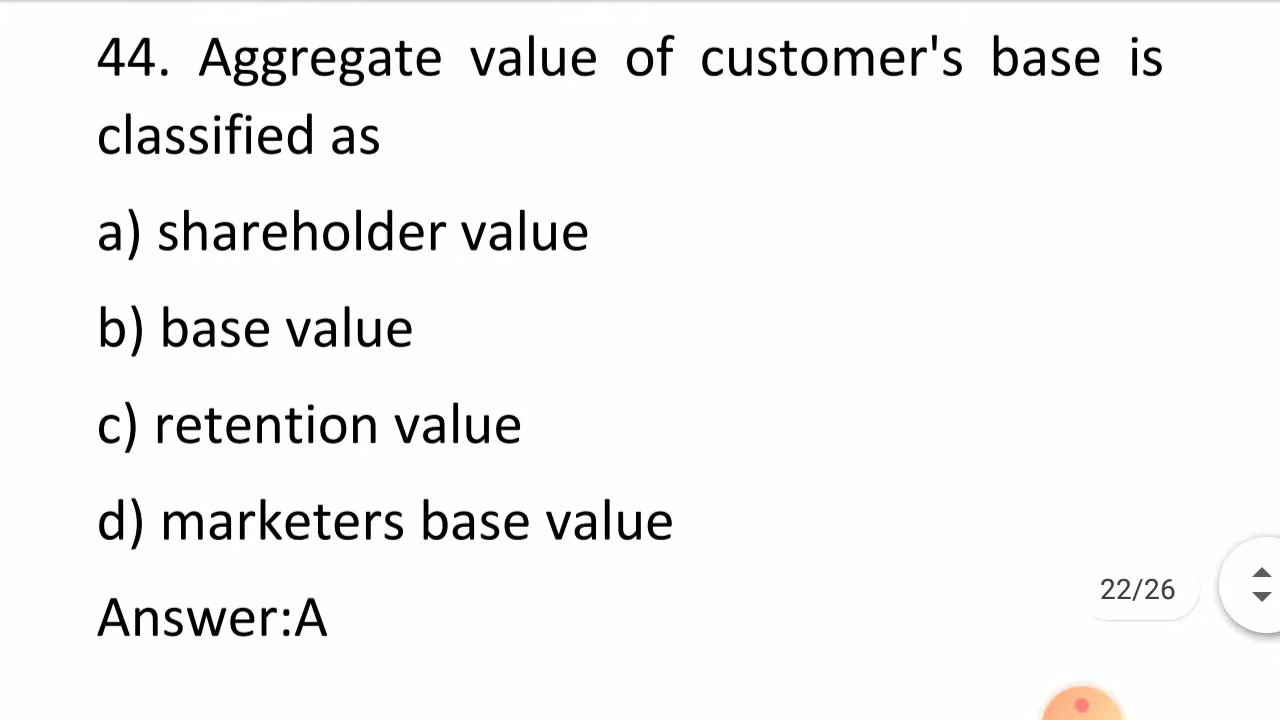 44. Aggregate value of customer's base is
classified as
a) shareholder value
b) base value
c) retention value
d) marketers base value
Answer:A
22/26